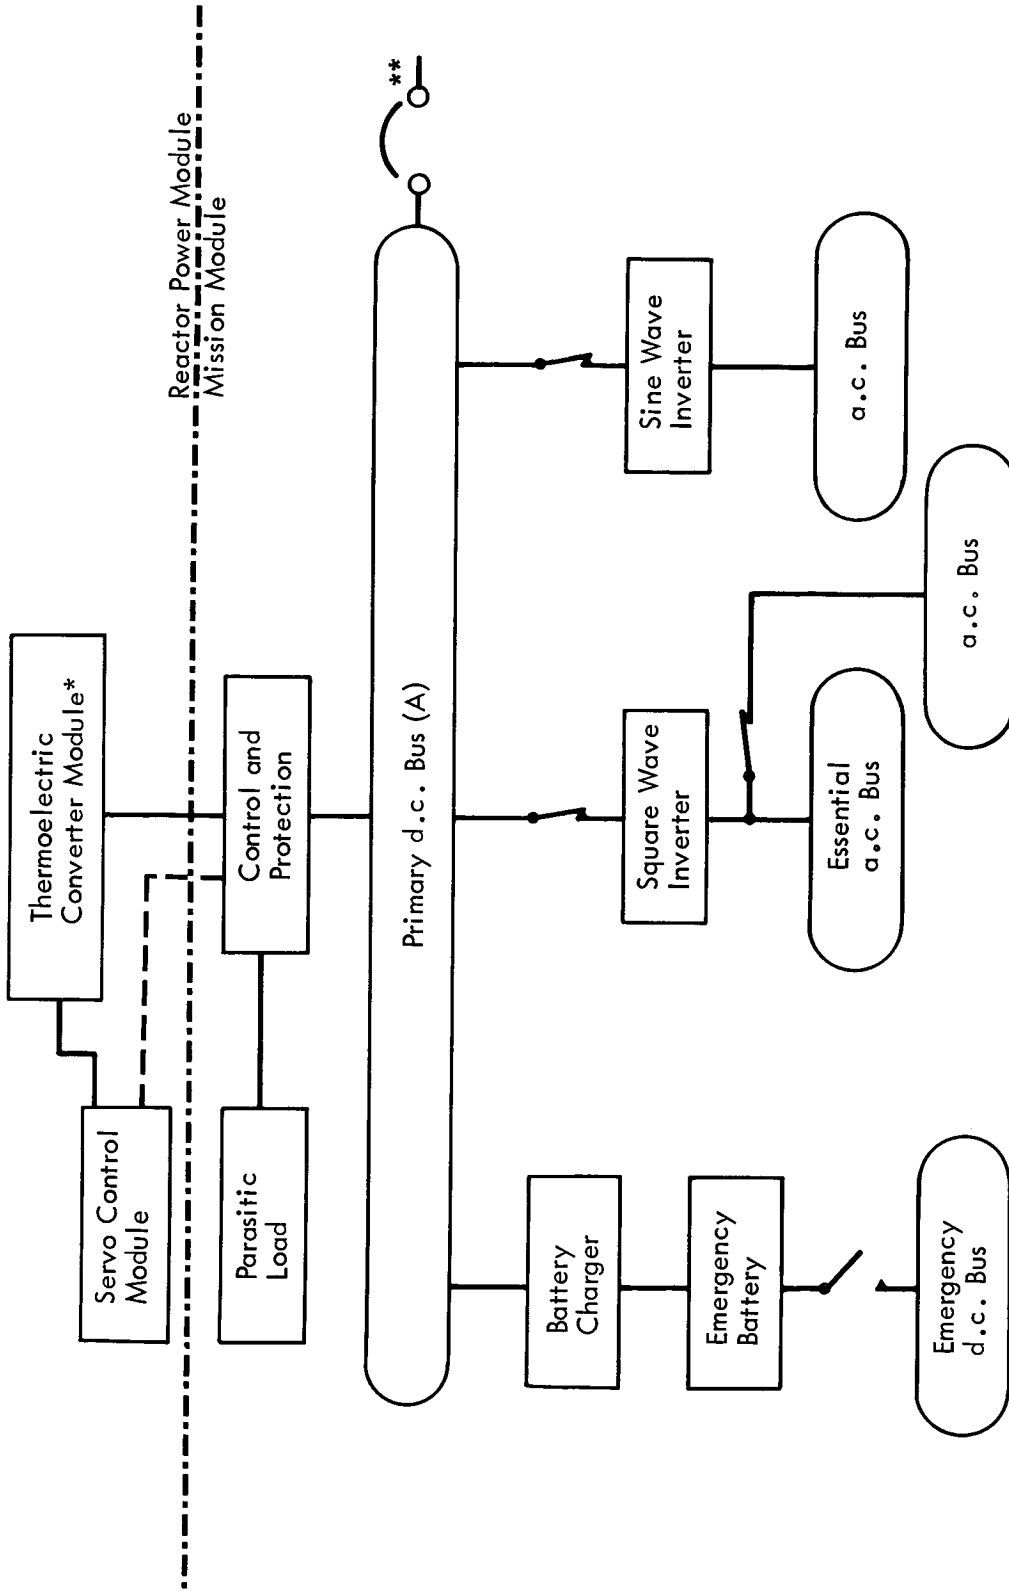 Reactor Power Module
Mission Module
Thermoelectric
Converter Module*
Servo Control
Module
Control and
Protection
Parasitic
Load
**
Primary d.c. Bus (A)
Battery
Charger
Square Wave
Inverter
Sine Wave
Inverter
Emergency
Battery
Essential
a.c. Bus
a.c. Bus
Emergency
d.c. Bus
a.c. Bus